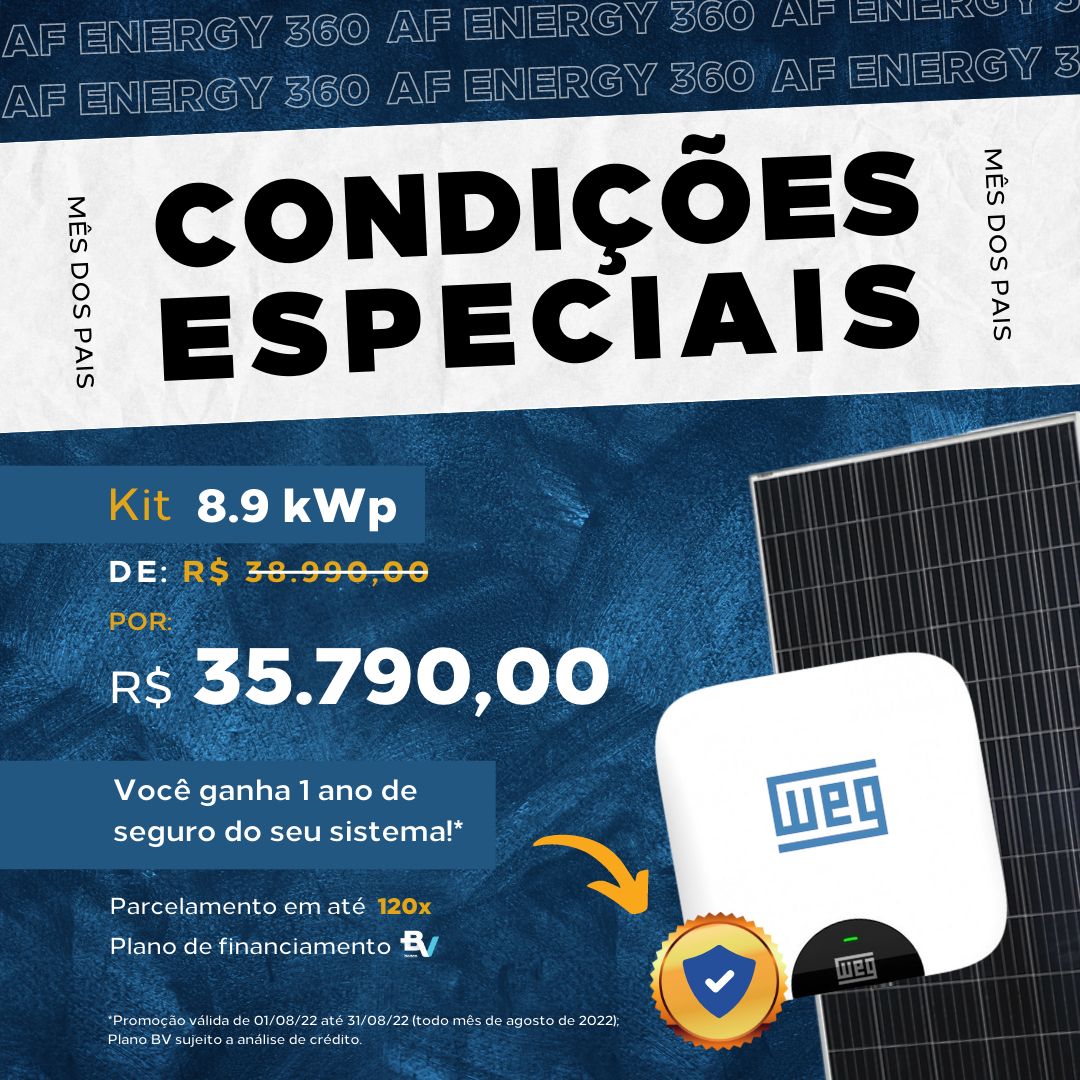 AF ENERGY 360 AF ENERGY 360 AF ENERGY 3
AF ENERGY 360 AF ENERGY 360 AF ENERGY 3
MÊS DOS PAIS
CONDIÇÕES
ESPECIAIS
MÊS DOS PAIS
Kit 8.9 kWp
DE: R$ 38.990,00
POR:
R$ 35.790,00
Você ganha 1 ano de
seguro do seu sistema!*
Parcelamento em até 120x
Plano de financiamento BV
weg
weg
*Promoção válida de 01/08/22 até 31/08/22 (todo mês de agosto de 2022);
Plano BV sujeito a análise de crédito.